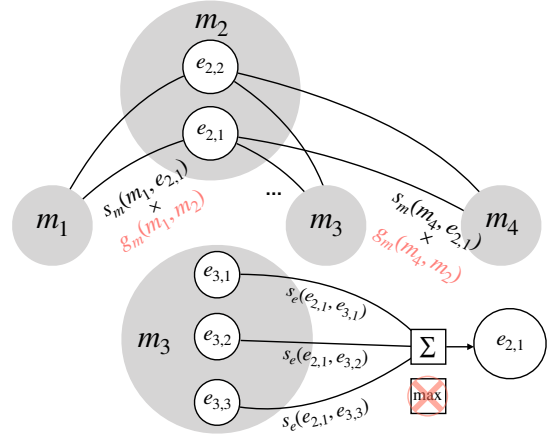 m₂
e₂,₂
e₂,₁
sₘ(m₁, e₂,₁)
×
gₘ(m₁, m₂)
...
sₘ(m₄, e₂,₁)
×
gₘ(m₄, m₂)
m₁
m₃
m₄
e₃,₁
sₑ(e₂,₁, e₃,₁)
m₃
e₃,₂
sₑ(e₂,₁, e₃,₂)
Σ
e₂,₁
e₃,₃
sₑ(e₂,₁, e₃,₃)
max